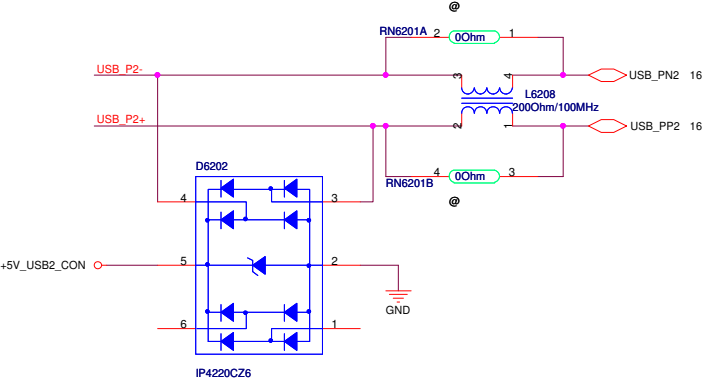 @
RN6201A 2 0Ohm 1
USB_P2- 3 4 USB_PN2 16
L6208
200Ohm/100MHz
USB_P2+ 2 1 USB_PP2 16
D6202
4 0Ohm 3
RN6201B
4 3 @
+5V_USB2_CON 5 2
GND
6 1
IP4220CZ6